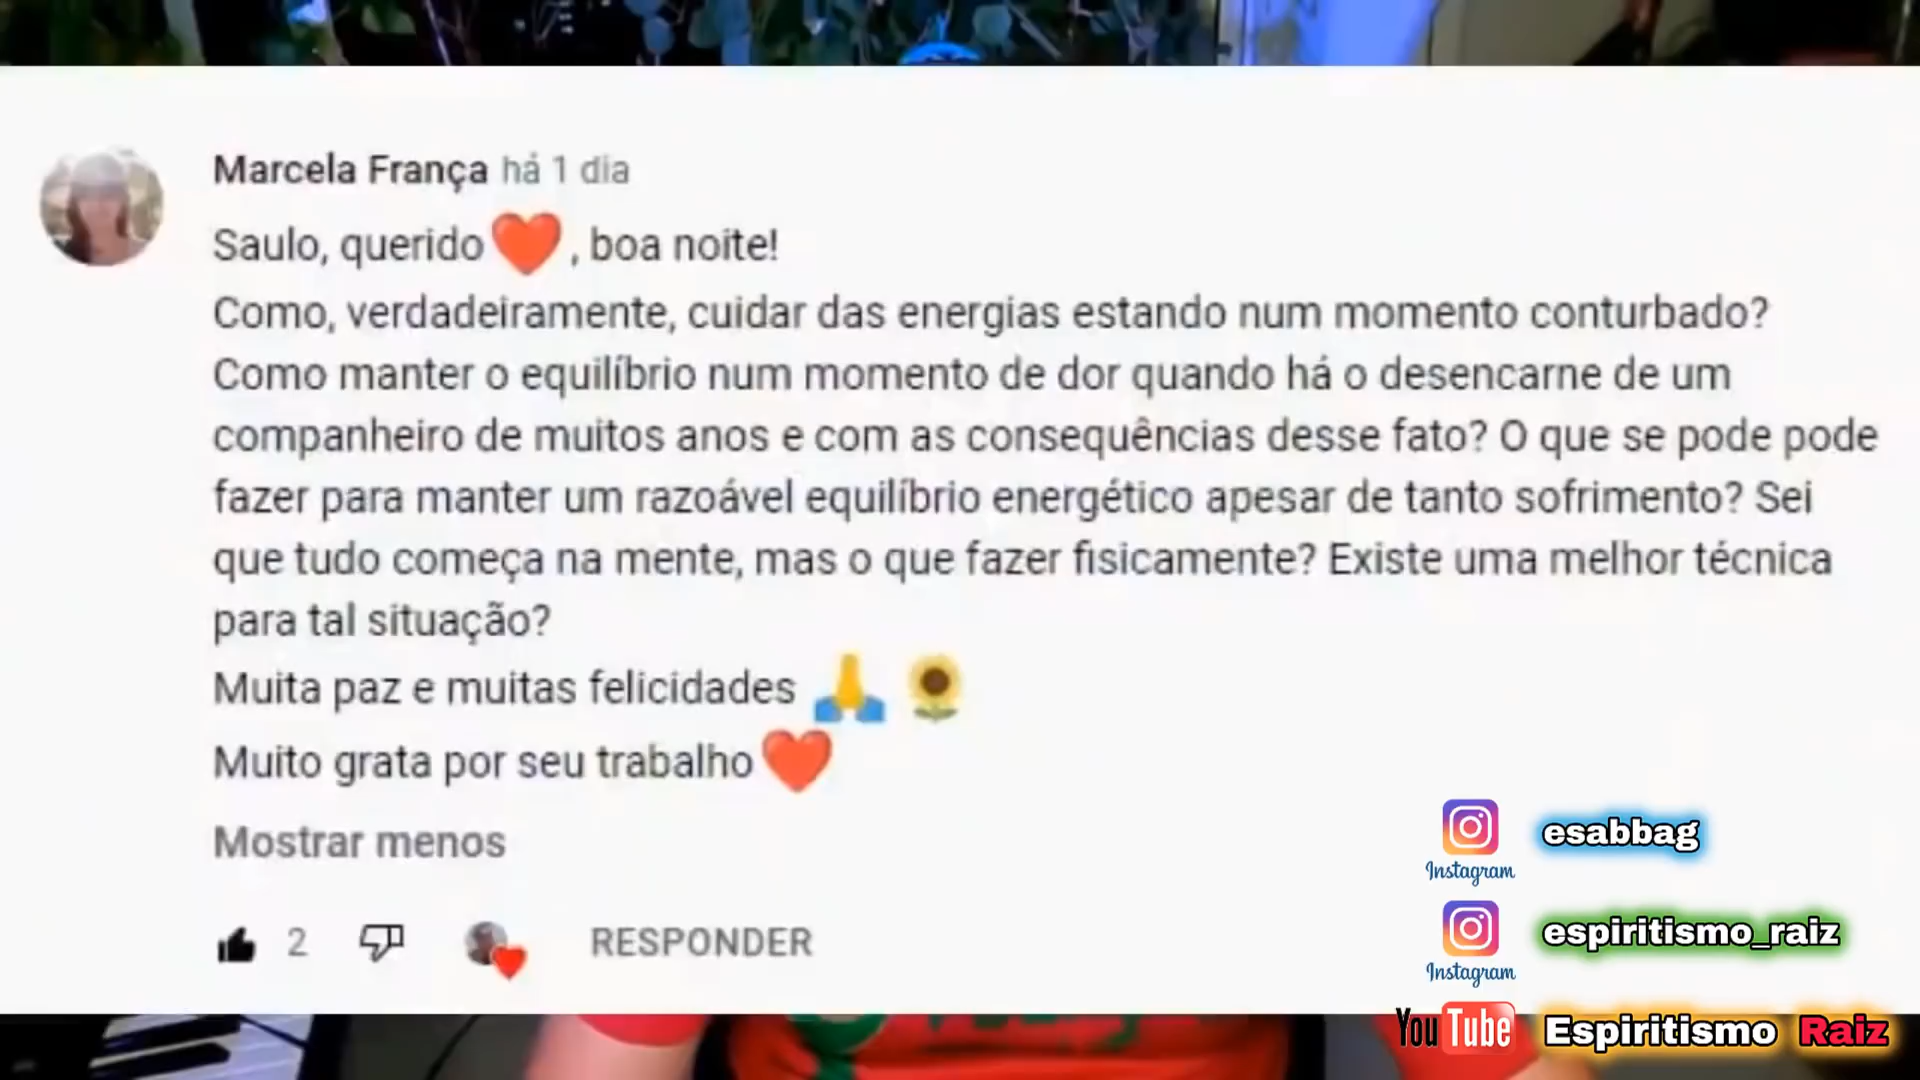 Marcela França há 1 dia
Saulo, querido ❤️, boa noite!
Como, verdadeiramente, cuidar das energias estando num momento conturbado?
Como manter o equilíbrio num momento de dor quando há o desencarne de um
companheiro de muitos anos e com as consequências desse fato? O que se pode pode
fazer para manter um razoável equilíbrio energético apesar de tanto sofrimento? Sei
que tudo começa na mente, mas o que fazer fisicamente? Existe uma melhor técnica
para tal situação?
Muita paz e muitas felicidades 🙏 🌻
Muito grata por seu trabalho ❤️
Mostrar menos
2 RESPONDER
Instagram esabbag
Instagram espiritismo_raiz
YouTube Espiritismo Raiz